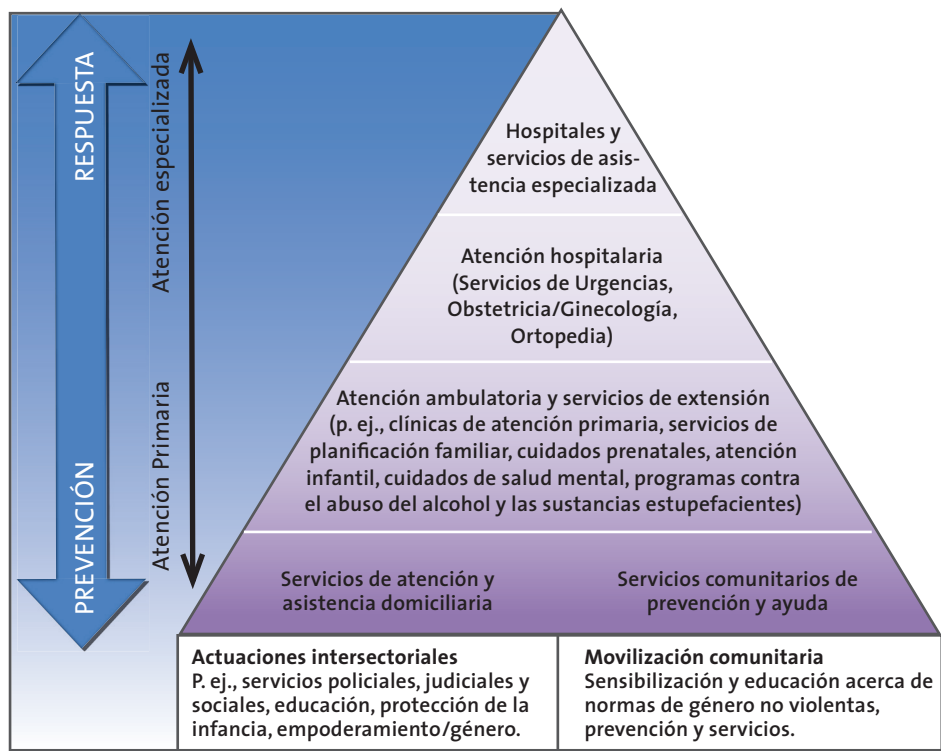 RESPUESTA
PREVENCIÓN
Atención especializada
Atención Primaria
Hospitales y
servicios de asis-
tencia especializada
Atención hospitalaria
(Servicios de Urgencias,
Obstetricia/Ginecología,
Ortopedia)
Atención ambulatoria y servicios de extensión
(p. ej., clínicas de atención primaria, servicios de
planificación familiar, cuidados prenatales, atención
infantil, cuidados de salud mental, programas contra
el abuso del alcohol y las sustancias estupefacientes)
Servicios de atención y
asistencia domiciliaria
Servicios comunitarios de
prevención y ayuda
Actuaciones intersectoriales
P. ej., servicios policiales, judiciales y
sociales, educación, protección de la
infancia, empoderamiento/género.
Movilización comunitaria
Sensibilización y educación acerca de
normas de género no violentas,
prevención y servicios.